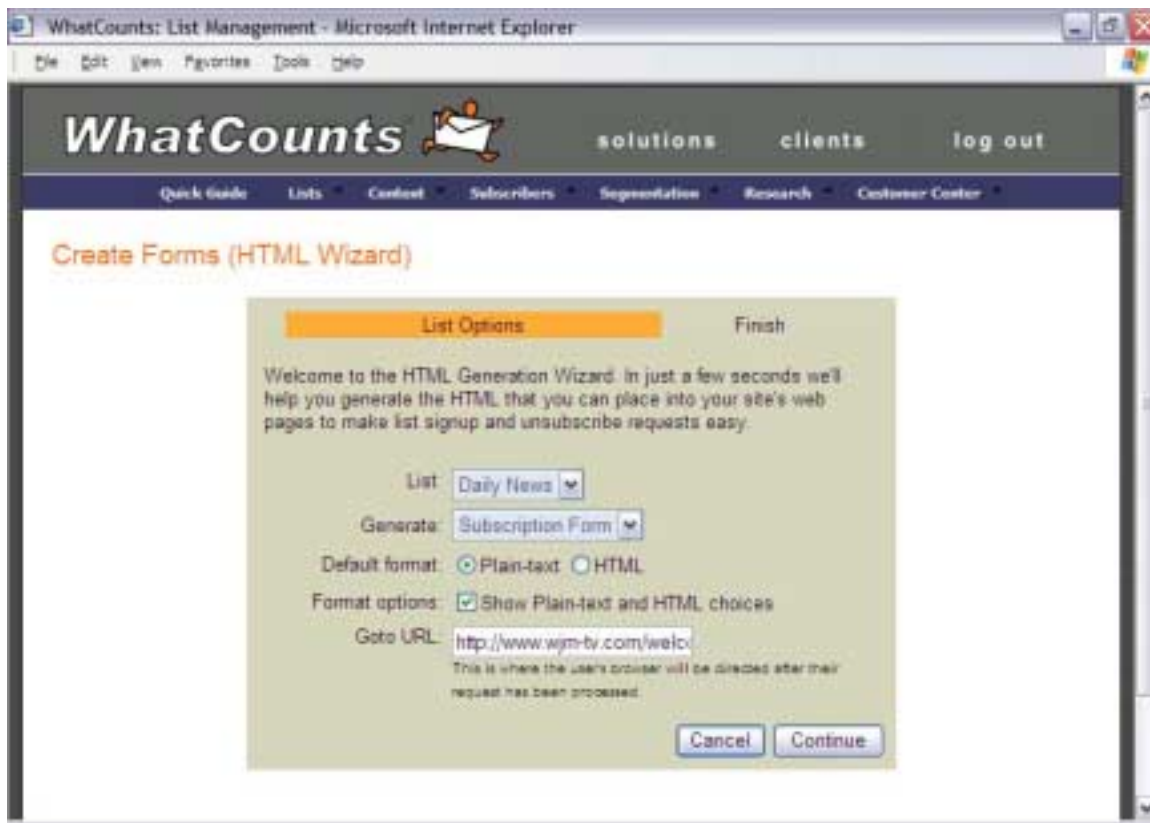 WhatCounts: List Management - Microsoft Internet Explorer
File Edit View Favorites Tools Help
WhatCounts solutions clients log out
Quick Guide Lists Content Subscribers Segmentation Research Customer Center
Create Forms (HTML Wizard)
List Options Finish
Welcome to the HTML Generation Wizard. In just a few seconds we'll
help you generate the HTML that you can place into your site's web
pages to make list signup and unsubscribe requests easy.
List: Daily News
Generate: Subscription Form
Default format: Plain-text HTML
Format options: Show Plain-text and HTML choices
Goto URL: http://www.wjm-tv.com/welc
This is where the users browser will be directed after their
request has been processed.
Cancel Continue